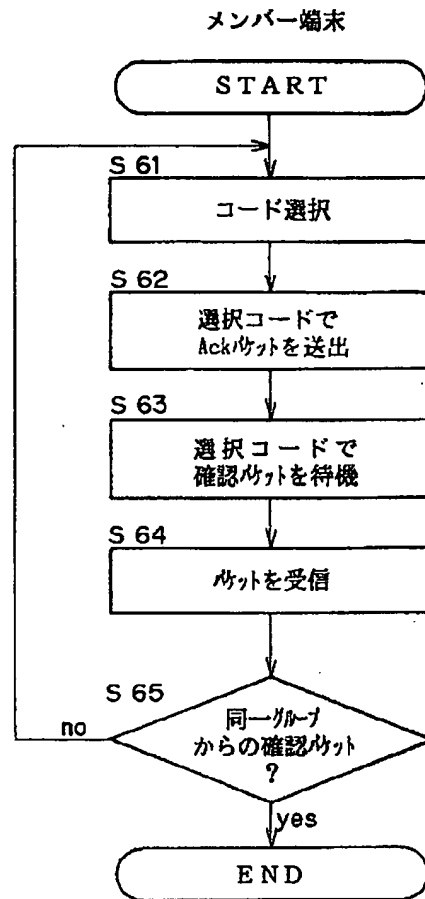 メンバー端末
START
S 61
コード選択
S 62
選択コードで
Ackパケットを送出
S 63
選択コードで
確認パケットを待機
S 64
パケットを受信
S 65
同一グループ
からの確認パケット
?
no
yes
END